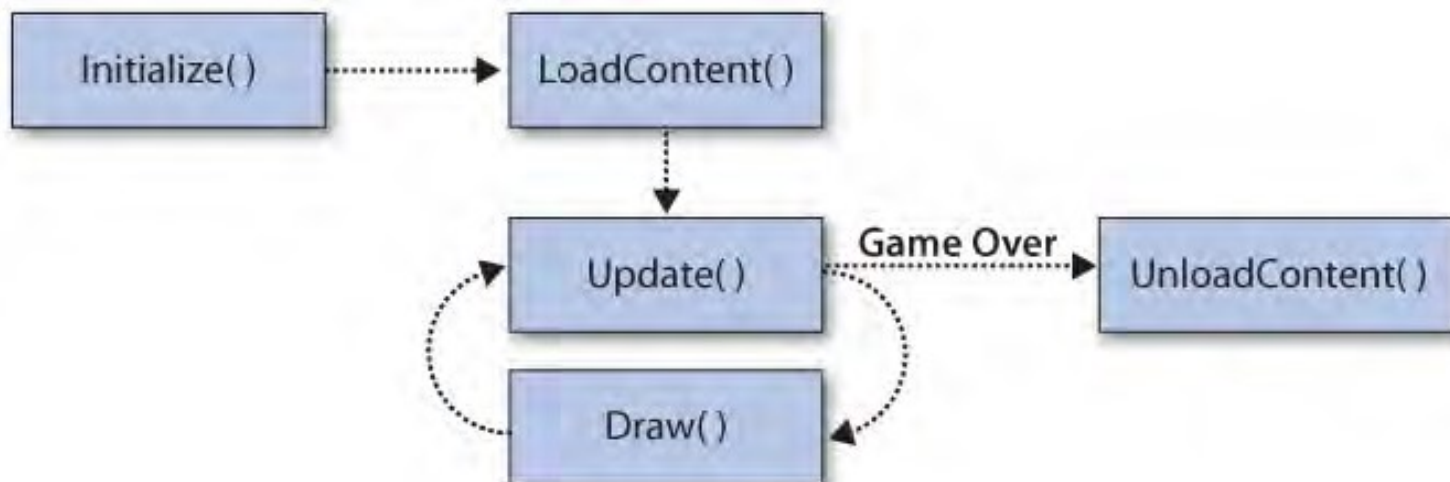 Initialize( )
LoadContent( )
Update( )
Game Over
UnloadContent( )
Draw( )